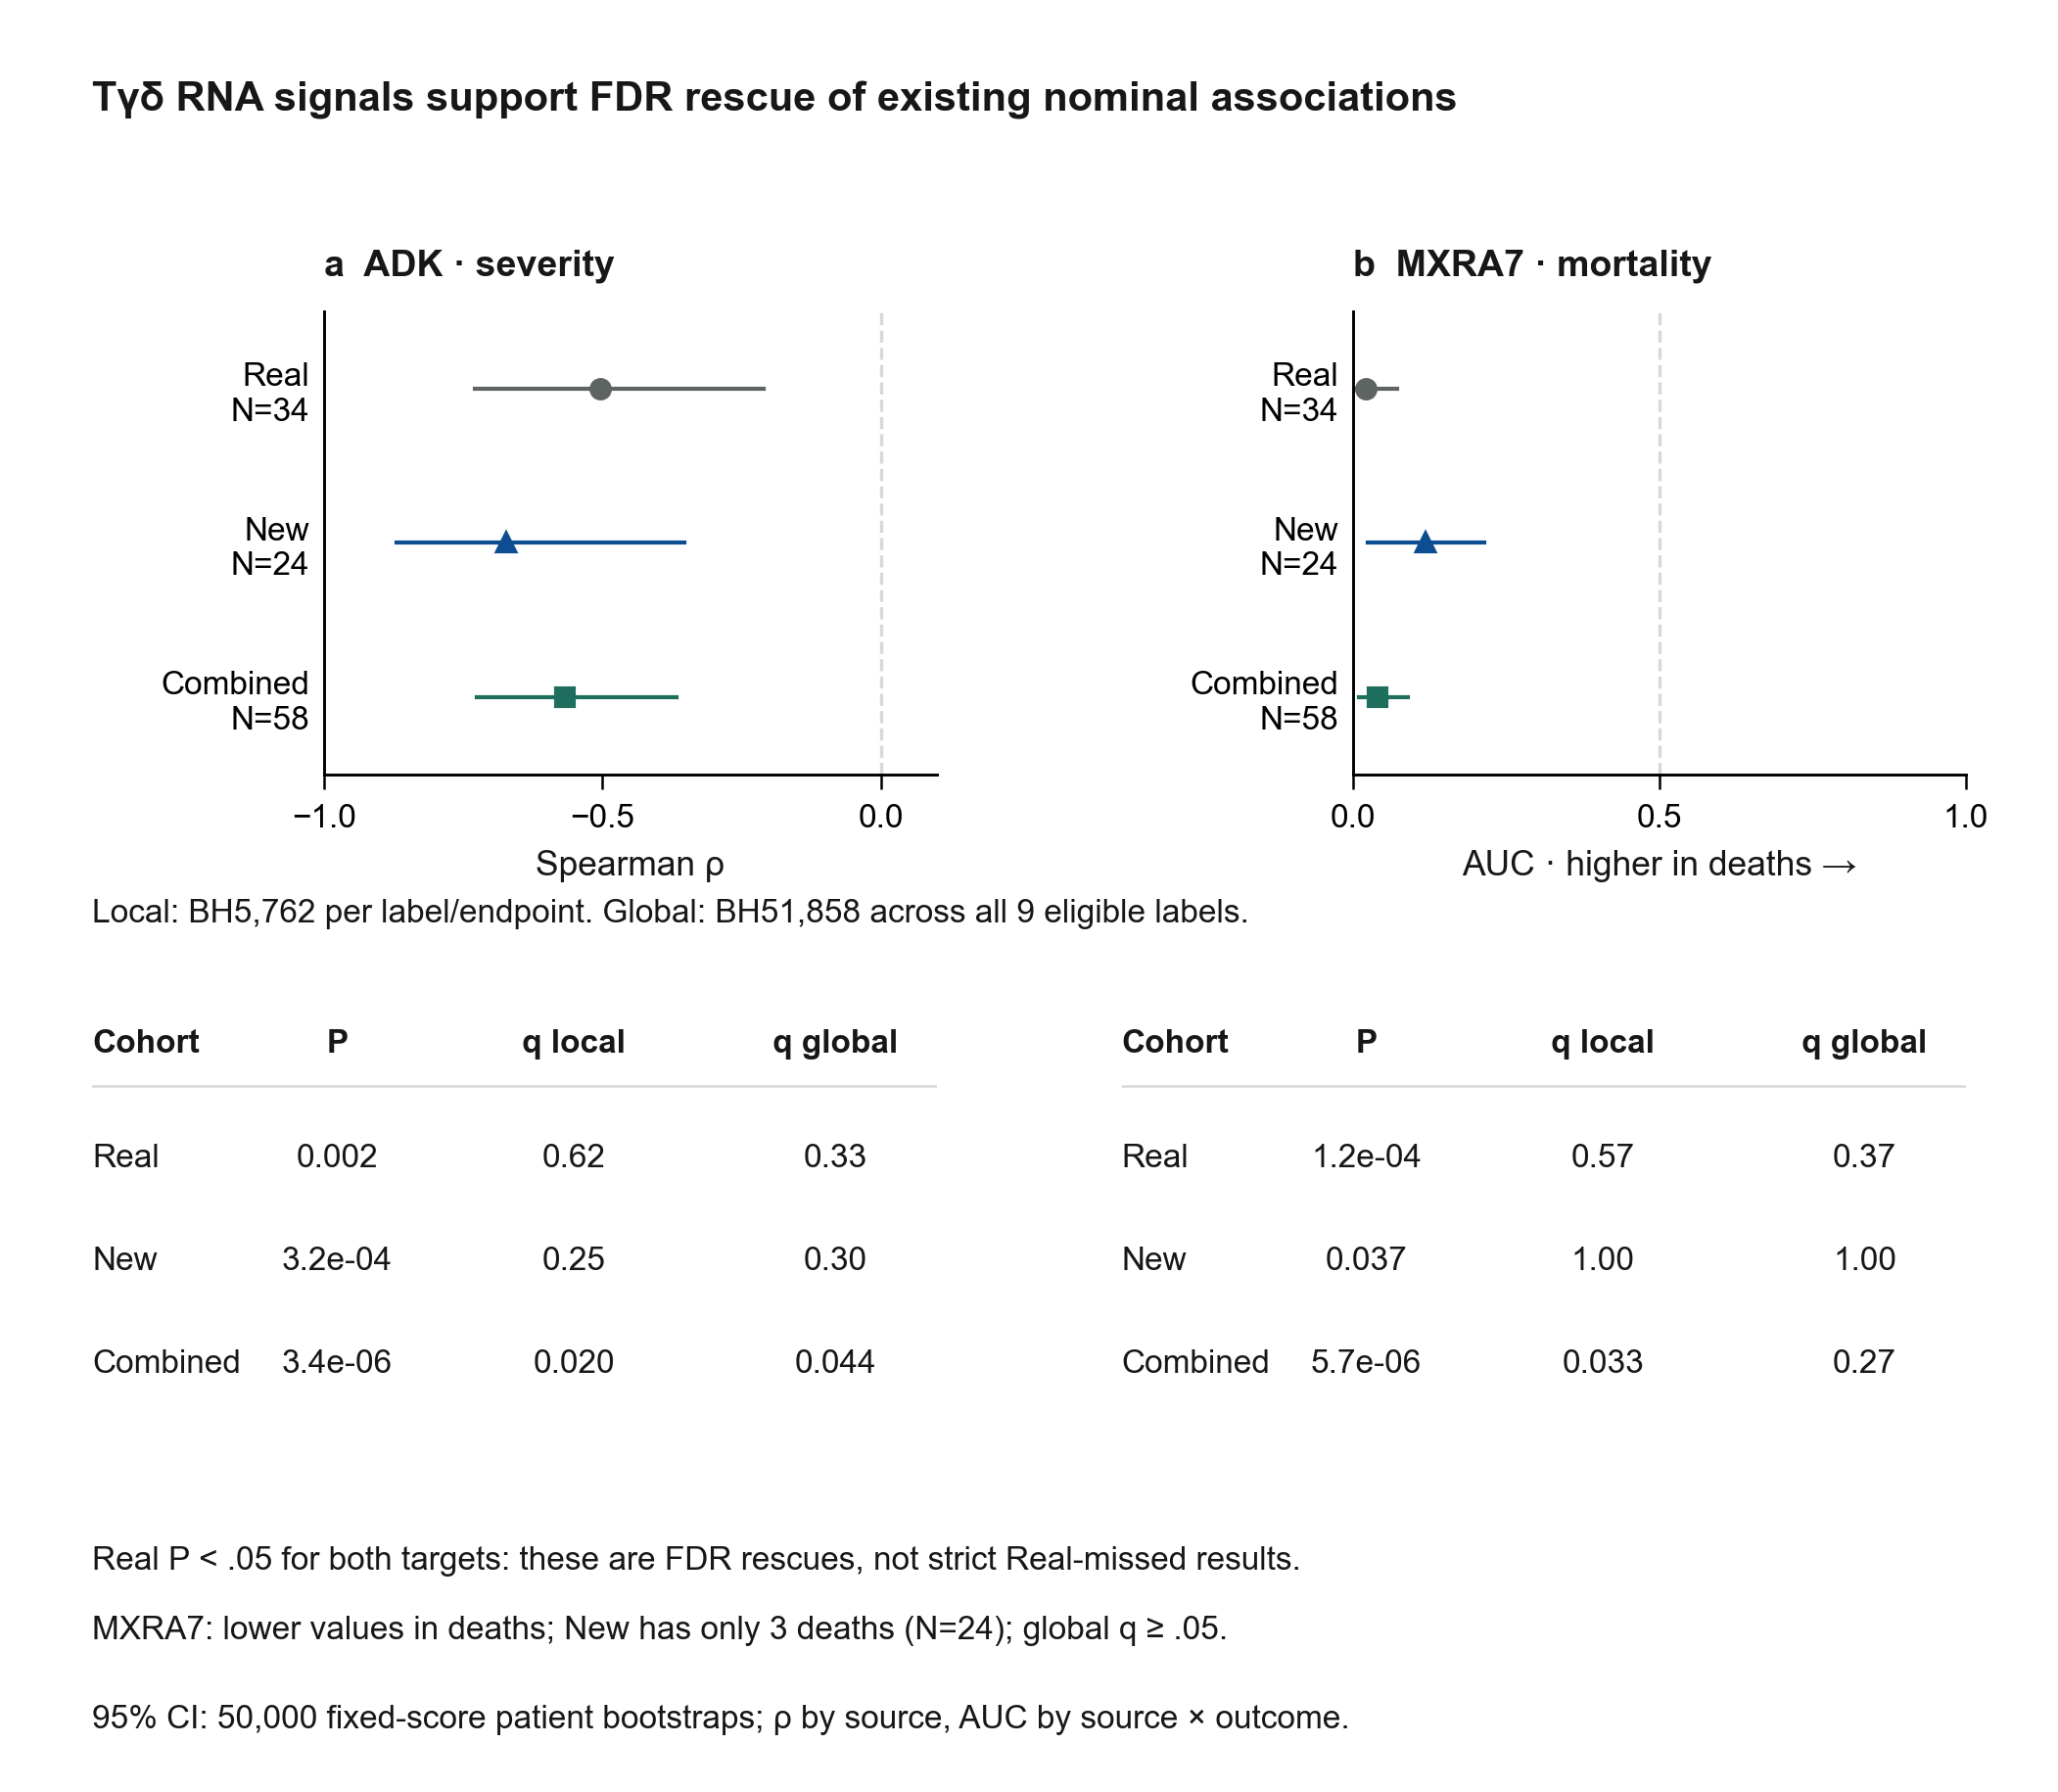 Tγδ RNA signals support FDR rescue of existing nominal associations
a ADK · severity
Real
N=34
New
N=24
Combined
N=58
−1.0 −0.5 0.0
Spearman ρ
b MXRA7 · mortality
Real
N=34
New
N=24
Combined
N=58
0.0 0.5 1.0
AUC · higher in deaths →
Local: BH5,762 per label/endpoint. Global: BH51,858 across all 9 eligible labels.
Cohort P q local q global
Real 0.002 0.62 0.33
New 3.2e-04 0.25 0.30
Combined 3.4e-06 0.020 0.044
Cohort P q local q global
Real 1.2e-04 0.57 0.37
New 0.037 1.00 1.00
Combined 5.7e-06 0.033 0.27
Real P < .05 for both targets: these are FDR rescues, not strict Real-missed results.
MXRA7: lower values in deaths; New has only 3 deaths (N=24); global q ≥ .05.
95% CI: 50,000 fixed-score patient bootstraps; ρ by source, AUC by source × outcome.